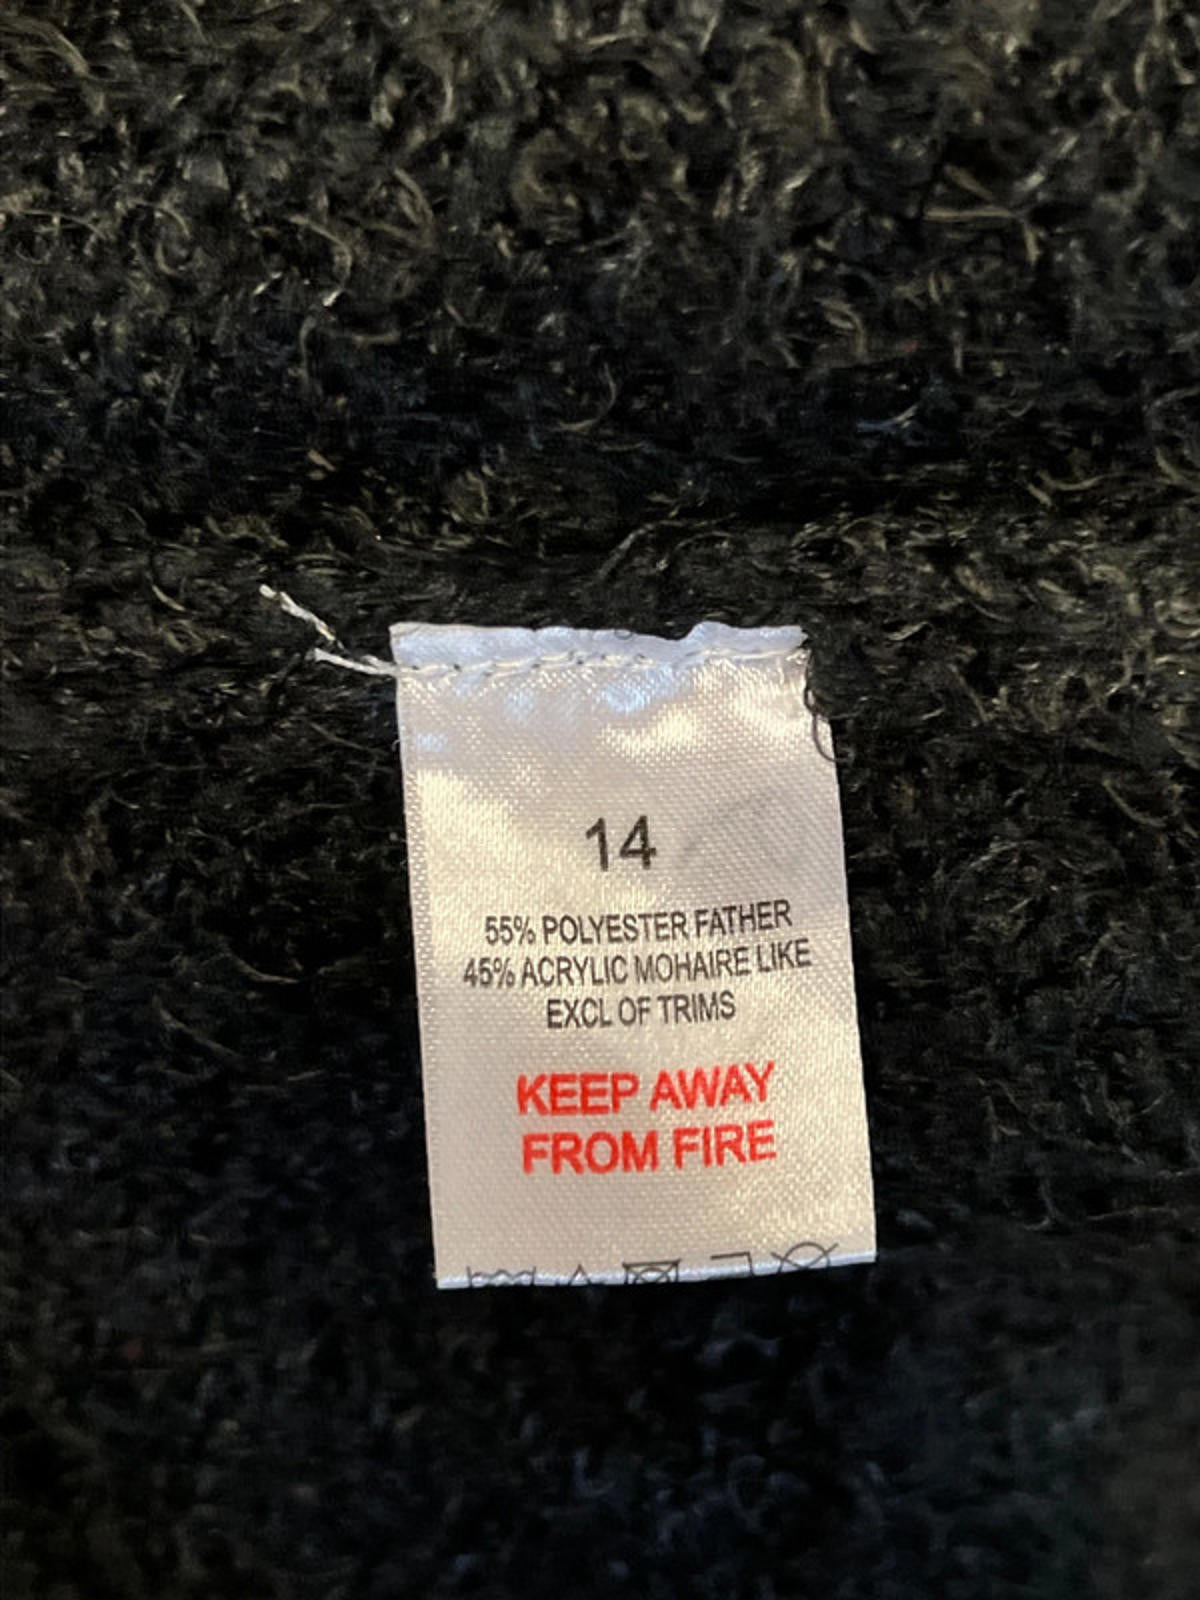 14
55% POLYESTER FATHER
45% ACRYLIC MOHAIRE LIKE
EXCL OF TRIMS
KEEP AWAY
FROM FIRE